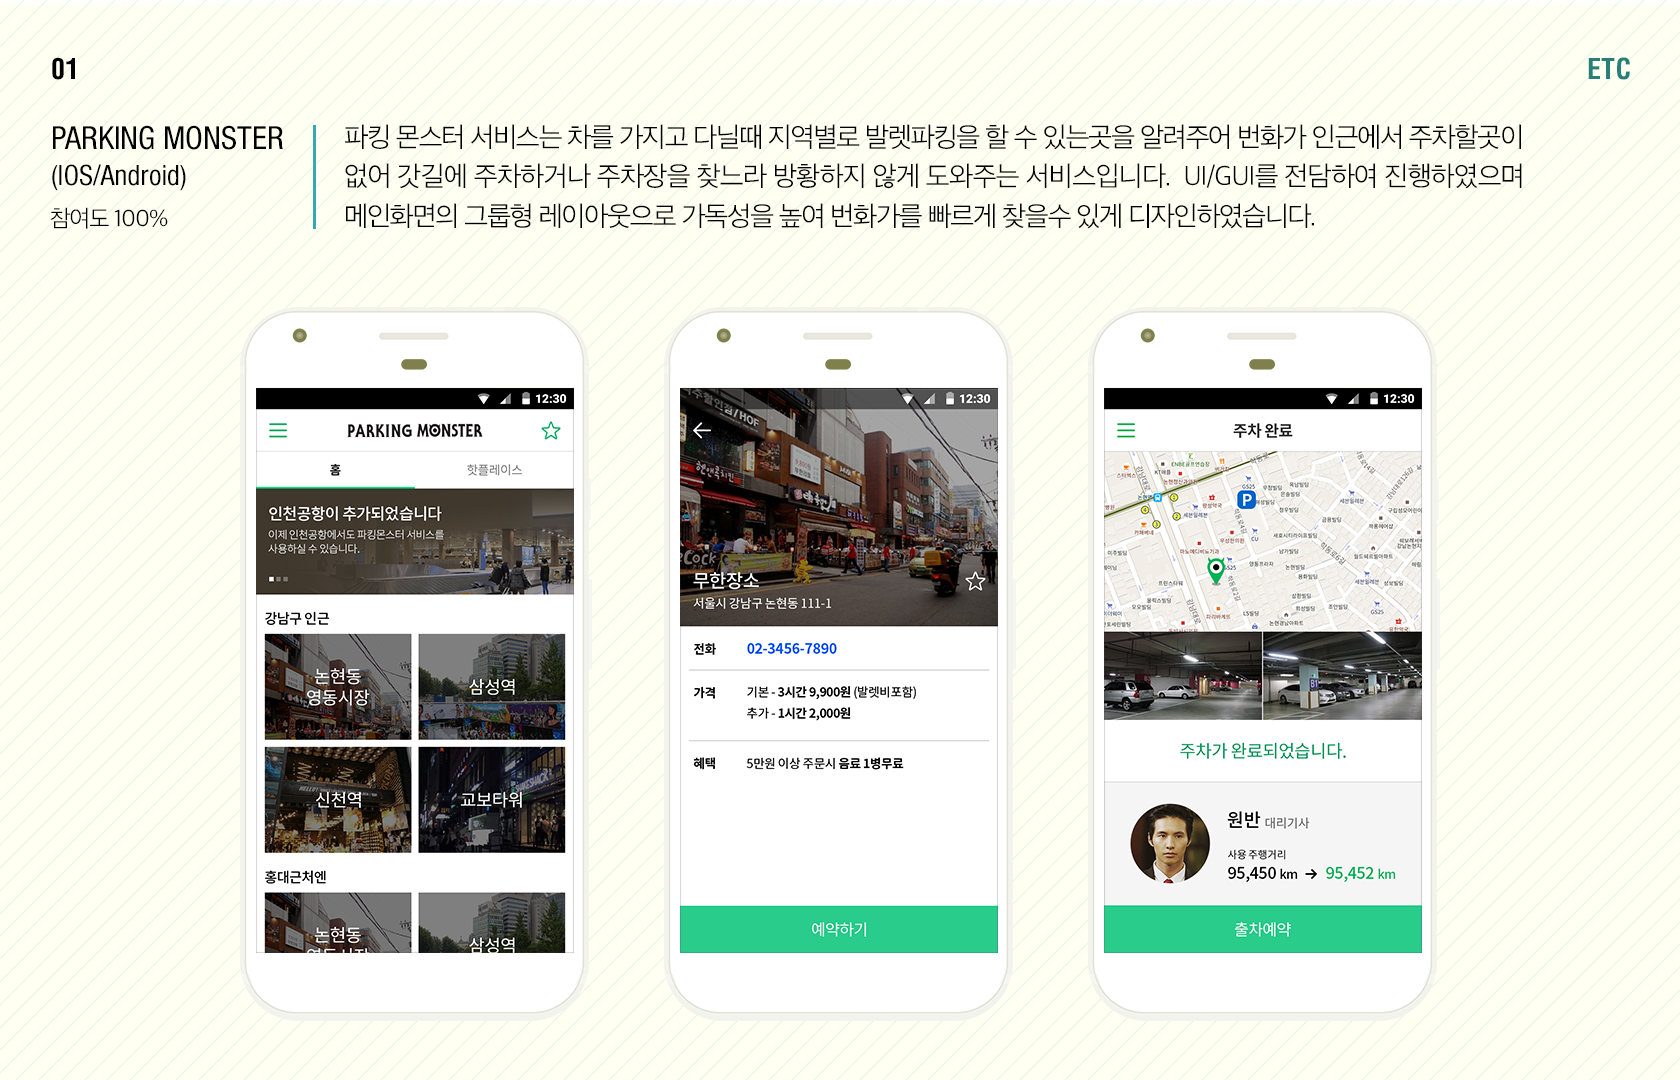 01
ETC
PARKING MONSTER
(IOS/Android)
참여도 100%
파킹 몬스터 서비스는 차를 가지고 다닐때 지역별로 발렛파킹을 할 수 있는곳을 알려주어 번화가 인근에서 주차할곳이
없어 갓길에 주차하거나 주차장을 찾느라 방황하지 않게 도와주는 서비스입니다. UI/GUI를 전담하여 진행하였으며
메인화면의 그룹형 레이아웃으로 가독성을 높여 번화가를 빠르게 찾을수 있게 디자인하였습니다.
12:30
PARKING MONSTER
홈
핫플레이스
인천공항이 추가되었습니다
이제 인천공항에서도 파킹몬스터 서비스를
사용하실 수 있습니다.
강남구 인근
논현동
영동시장
삼성역
신천역
교보타워
홍대근처엔
논현동
영동시장
삼성역
12:30
무한장소
서울시 강남구 논현동 111-1
전화
02-3456-7890
가격
기본 - 3시간 9,900원 (발렛비포함)
추가 - 1시간 2,000원
혜택
5만원 이상 주문시 음료 1병무료
예약하기
12:30
주차 완료
P
GS25
CU
세븐일레븐
강남대로
B1
주차가 완료되었습니다.
원반 대리기사
사용 주행거리
95,450 km → 95,452 km
출차예약